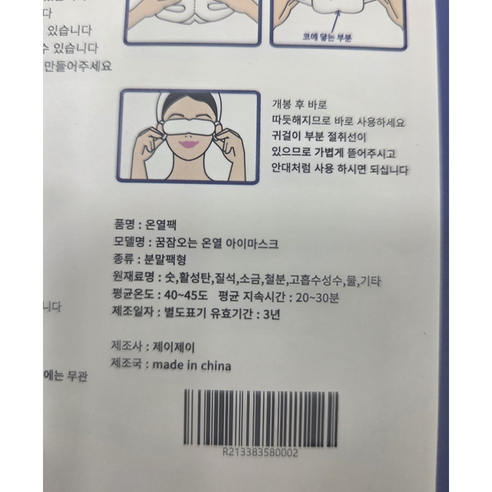 있습니다
수 있습니다
만들어주세요
코에 닿는 부분
개봉 후 바로
따듯해지므로 바로 사용하세요
귀걸이 부분 절취선이
있으므로 가볍게 뜯어주시고
안대처럼 사용 하시면 되십니다
품명 : 온열팩
모델명 : 꿈잠오는 온열 아이마스크
종류 : 분말팩형
원재료명 : 숯,활성탄,질석,소금,철분,고흡수성수,물,기타
평균온도 : 40~45도 평균 지속시간 : 20~30분
제조일자 : 별도표기 유효기간 : 3년
니다
제조사 : 제이제이
제조국 : made in china
에는 무관
R213383580002